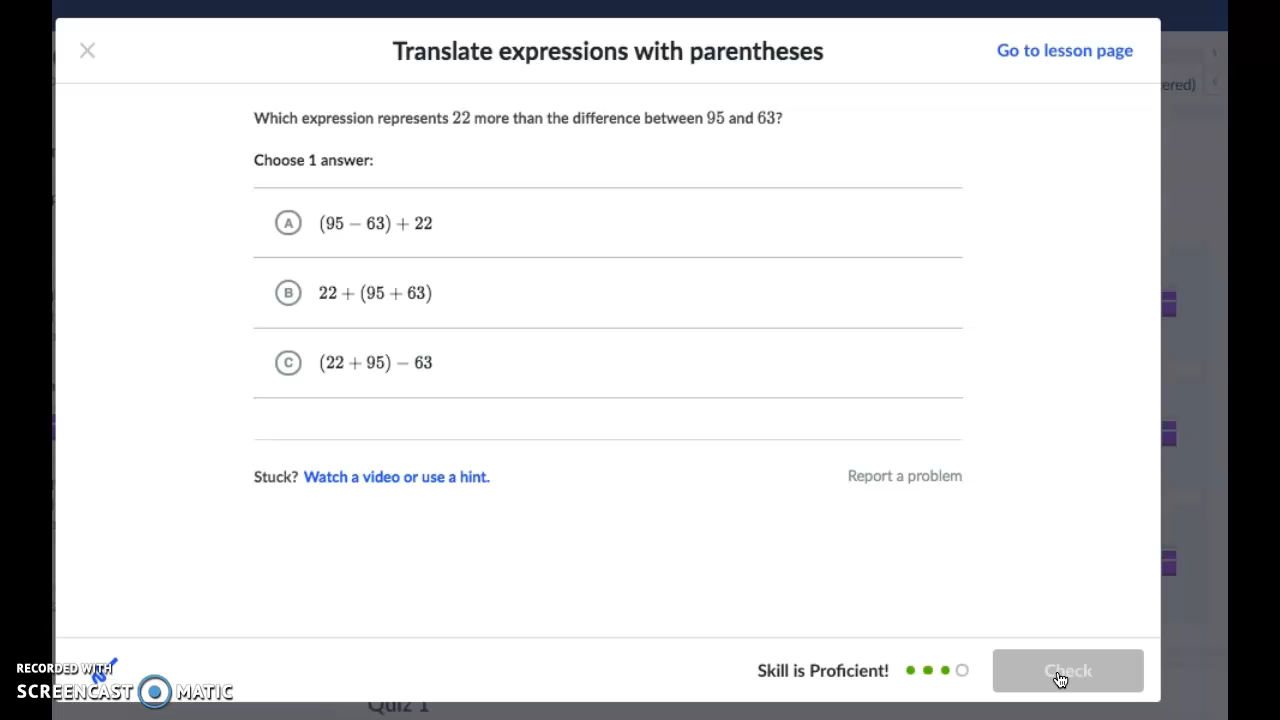 Translate expressions with parentheses
Go to lesson page
ered)
Which expression represents 22 more than the difference between 95 and 63?
Choose 1 answer:
A (95 − 63) + 22
B 22 + (95 + 63)
C (22 + 95) − 63
Stuck? Watch a video or use a hint.
Report a problem
Skill is Proficient!
Check
Quiz 1
RECORDED WITH
SCREENCAST MATIC